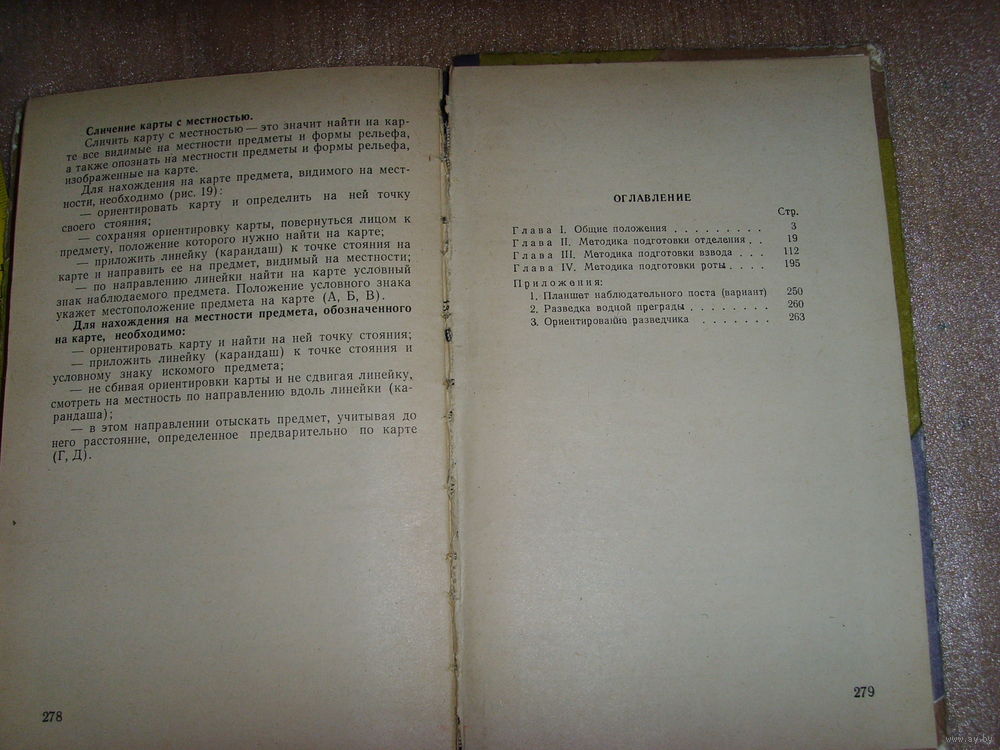 Сличение карты с местностью.
Сличить карту с местностью — это значит найти на кар-
те все видимые на местности предметы и формы рельефа,
а также опознать на местности предметы и формы рельефа,
изображенные на карте.
Для нахождения на карте предмета, видимого на мест-
ности, необходимо (рис. 19):
— ориентировать карту и определить на ней точку
своего стояния;
— сохраняя ориентировку карты, повернуться лицом к
предмету, положение которого нужно найти на карте;
— приложить линейку (карандаш) к точке стояния на
карте и направить ее на предмет, видимый на местности;
— по направлению линейки найти на карте условный
знак наблюдаемого предмета. Положение условного знака
укажет местоположение предмета на карте (А, Б, В).
Для нахождения на местности предмета, обозначенного
на карте, необходимо:
— ориентировать карту и найти на ней точку стояния;
— приложить линейку (карандаш) к точке стояния и
условному знаку искомого предмета;
— не сбивая ориентировки карты и не сдвигая линейку,
смотреть на местность по направлению вдоль линейки (ка-
рандаша);
— в этом направлении отыскать предмет, учитывая до
него расстояние, определенное предварительно по карте
(Г, Д).
278
ОГЛАВЛЕНИЕ
Стр.
Глава I. Общие положения . . . . . . . . . 3
Глава II. Методика подготовки отделения . . 19
Глава III. Методика подготовки взвода . . . 112
Глава IV. Методика подготовки роты . . . . 195
Приложения:
1. Планшет наблюдательного поста (вариант) 250
2. Разведка водной преграды . . . . . . . . 260
3. Ориентирование разведчика . . . . . . . 263
279
www.ay.by